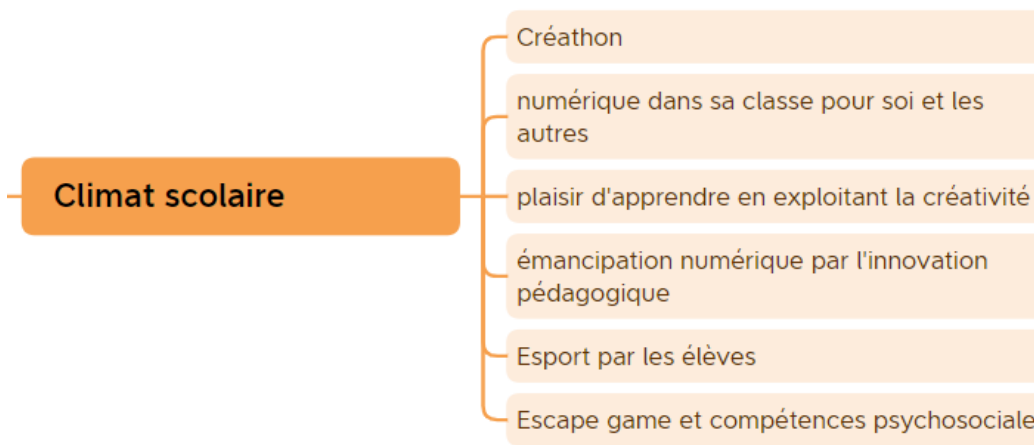 Créathon
numérique dans sa classe pour soi et les
autres
Climat scolaire
plaisir d'apprendre en exploitant la créativité
émancipation numérique par l'innovation
pédagogique
Esport par les élèves
Escape game et compétences psychosociale